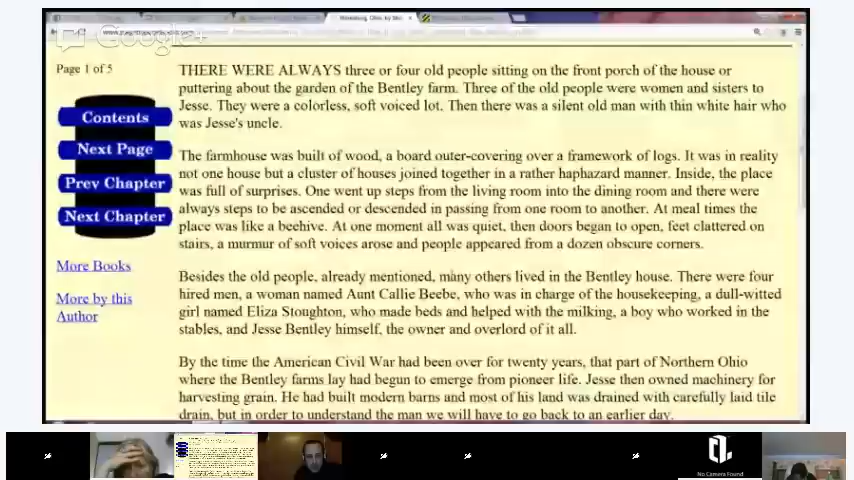 Winesburg, Ohio, by Sher
Google+
Page 1 of 5
Contents
Next Page
Prev Chapter
Next Chapter
More Books
More by this
Author
THERE WERE ALWAYS three or four old people sitting on the front porch of the house or
puttering about the garden of the Bentley farm. Three of the old people were women and sisters to
Jesse. They were a colorless, soft voiced lot. Then there was a silent old man with thin white hair who
was Jesse's uncle.
The farmhouse was built of wood, a board outer-covering over a framework of logs. It was in reality
not one house but a cluster of houses joined together in a rather haphazard manner. Inside, the place
was full of surprises. One went up steps from the living room into the dining room and there were
always steps to be ascended or descended in passing from one room to another. At meal times the
place was like a beehive. At one moment all was quiet, then doors began to open, feet clattered on
stairs, a murmur of soft voices arose and people appeared from a dozen obscure corners.
Besides the old people, already mentioned, many others lived in the Bentley house. There were four
hired men, a woman named Aunt Callie Beebe, who was in charge of the housekeeping, a dull-witted
girl named Eliza Stoughton, who made beds and helped with the milking, a boy who worked in the
stables, and Jesse Bentley himself, the owner and overlord of it all.
By the time the American Civil War had been over for twenty years, that part of Northern Ohio
where the Bentley farms lay had begun to emerge from pioneer life. Jesse then owned machinery for
harvesting grain. He had built modern barns and most of his land was drained with carefully laid tile
drain, but in order to understand the man we will have to go back to an earlier day.
No Camera Found